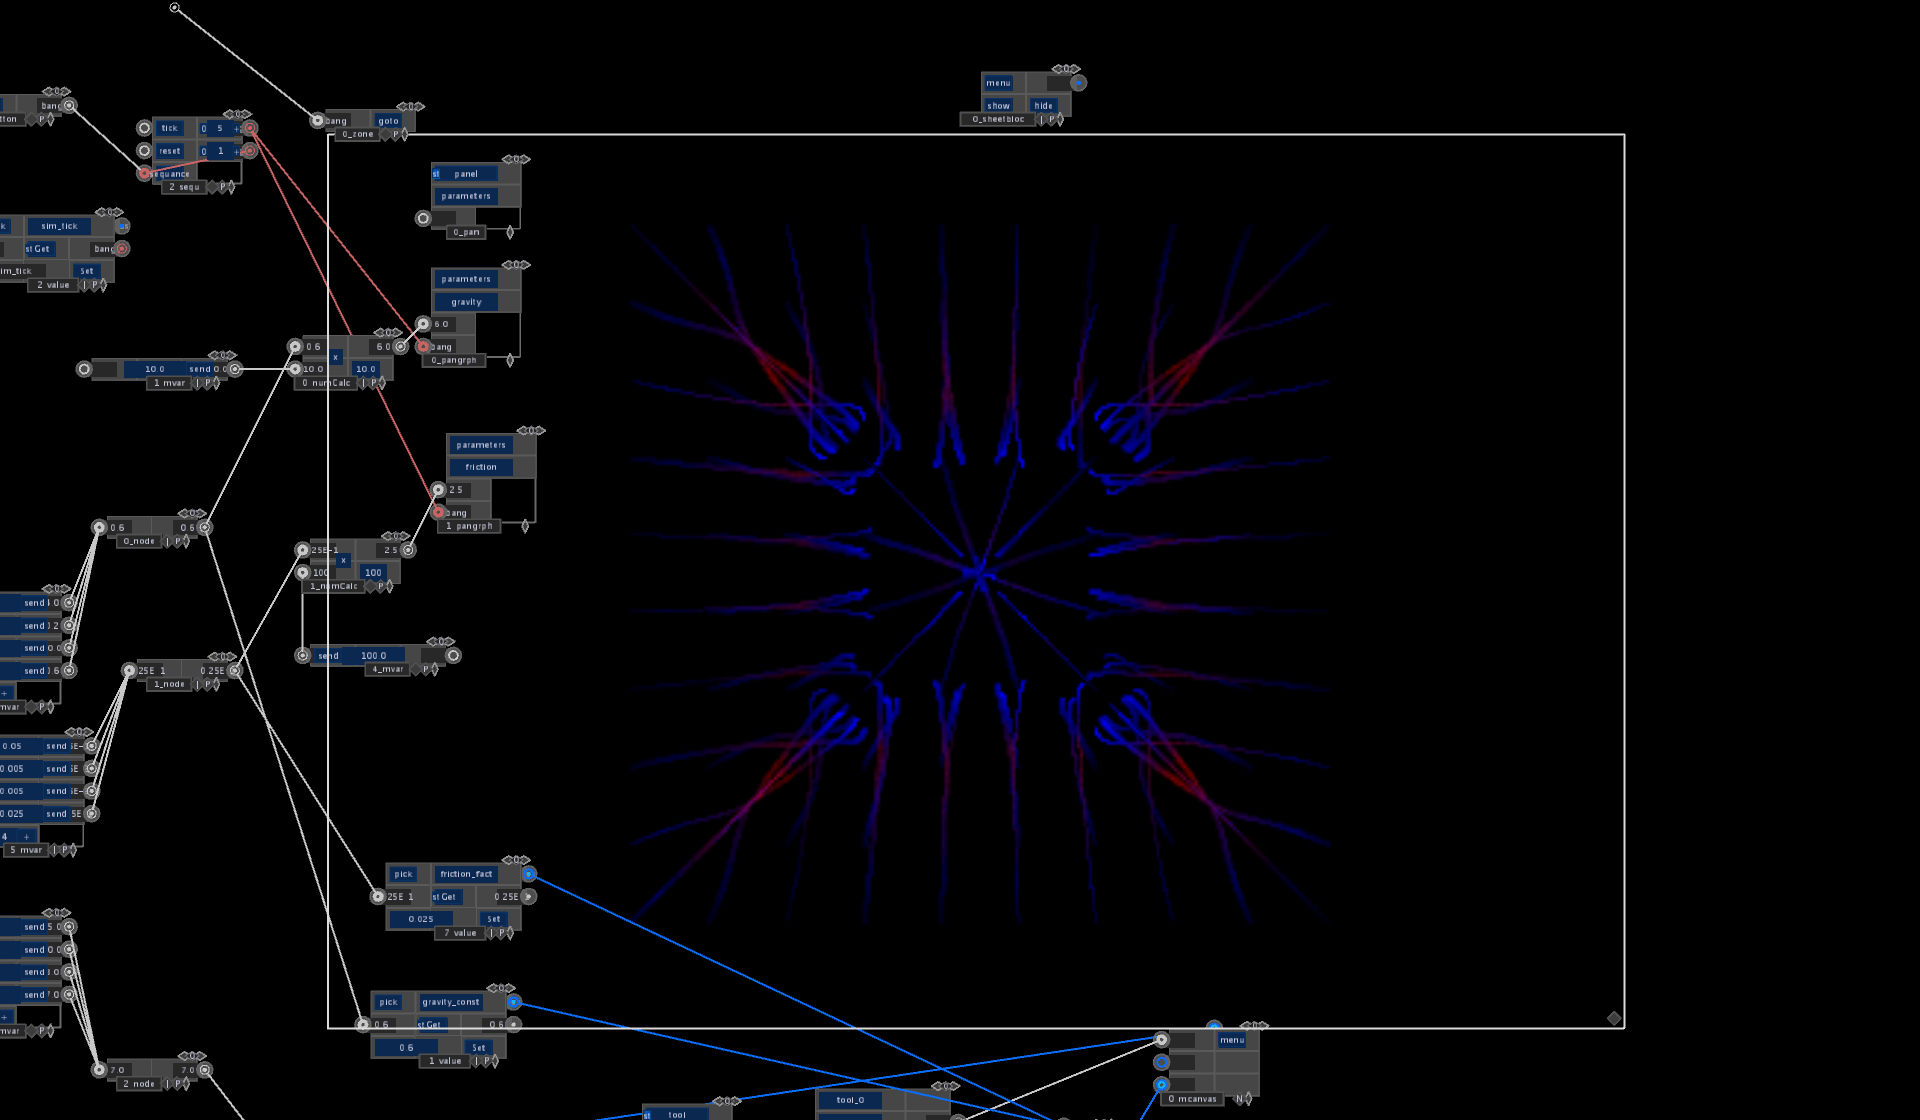 menu
show hide
0_sheetbloc | P
bang
tton P
bang goto
0_zone P
tick 0 5 +
reset 0 1 +
equance
2 sequ P
st panel
parameters
0_pan
k sim_tick
st Get bang
im_tick Set
2 value | P
parameters
gravity
6.0
bang
0_pangrph
0 6 6 0
x
10 0 10 0
0 numCalc | P
10 0 send 0 0
1 mvar | P
parameters
friction
2.5
bang
1 pangrph
0 6 0.6
0_node | P
25E-1 2 5
x
100 100
1_numCalc P
send
send .2
send 0.0
send .6
+
mvar P
send 100 0
4_mvar P
25E 1 0 25E
1_node | P
0.05 send 5E-
0 005 send 5E
0 005 send 5E-
0 025 send 5E
4 +
5 mvar | P
pick friction_fact
25E 1 st Get 0 25E
0 025 Set
7 value | P
send 5 0
send 0 0
send .0
send 0
+
mvar P
pick gravity_const
0 6 st Get 0 6
0 6 Set
1 value | P
7 0 7.0
2 node | P
menu
0 mcanvas N
st tool
tool_0